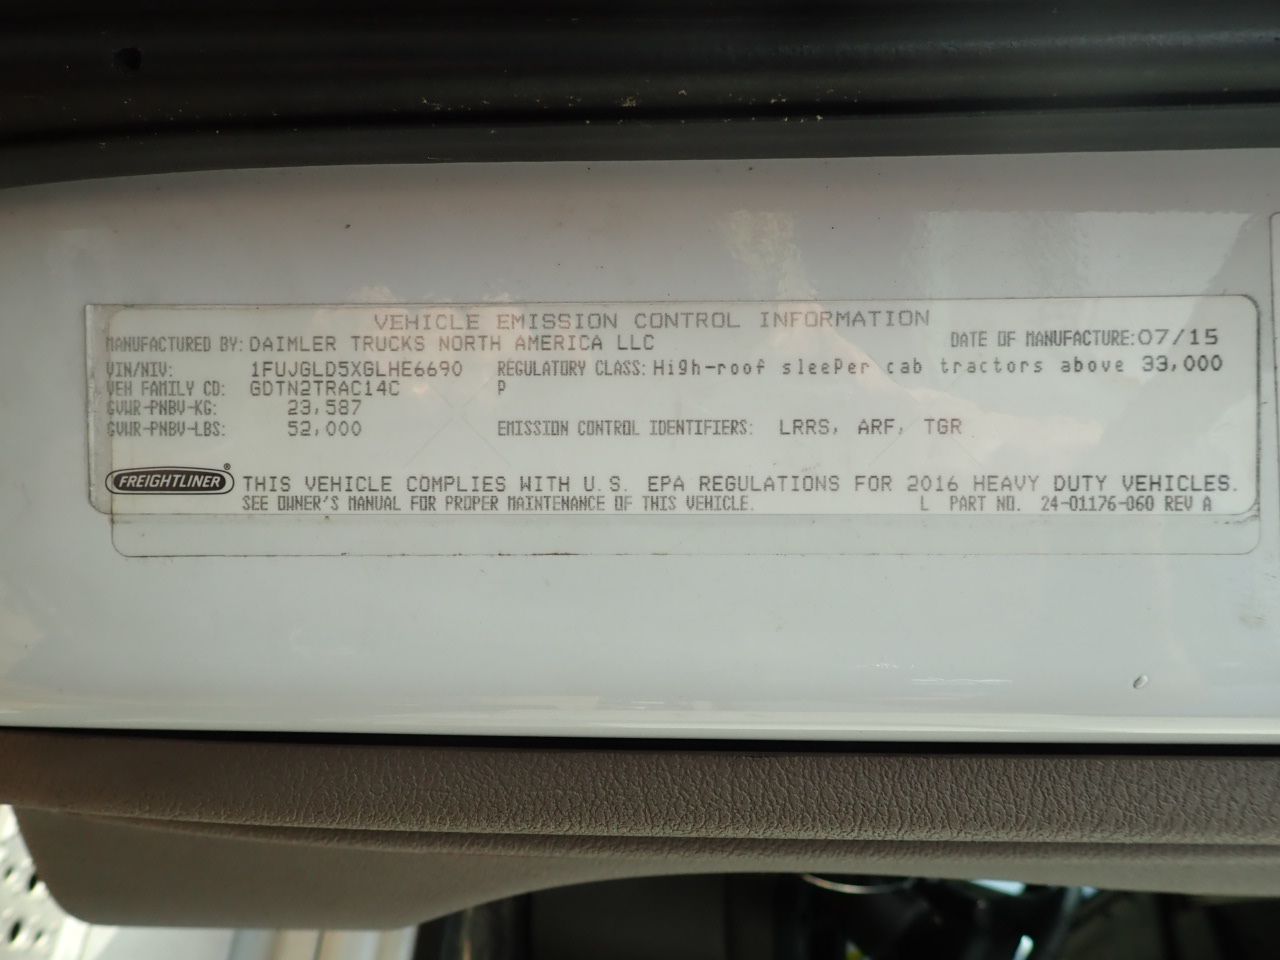 VEHICLE EMISSION CONTROL INFORMATION
MANUFACTURED BY: DAIMLER TRUCKS NORTH AMERICA LLC DATE OF MANUFACTURE: 07/15
VIN/NIV: 1FUJGLD5XGLHE6690 REGULATORY CLASS: High-roof sleeper cab tractors above 33,000
VEH FAMILY CD: GDTN2TRAC14C P
GVWR-PNBV-KG: 23,587
GVWR-PNBV-LBS: 52,000 EMISSION CONTROL IDENTIFIERS: LRRS, ARF, TGR
FREIGHTLINER® THIS VEHICLE COMPLIES WITH U.S. EPA REGULATIONS FOR 2016 HEAVY DUTY VEHICLES.
SEE OWNER'S MANUAL FOR PROPER MAINTENANCE OF THIS VEHICLE. L PART NO. 24-01176-060 REV A